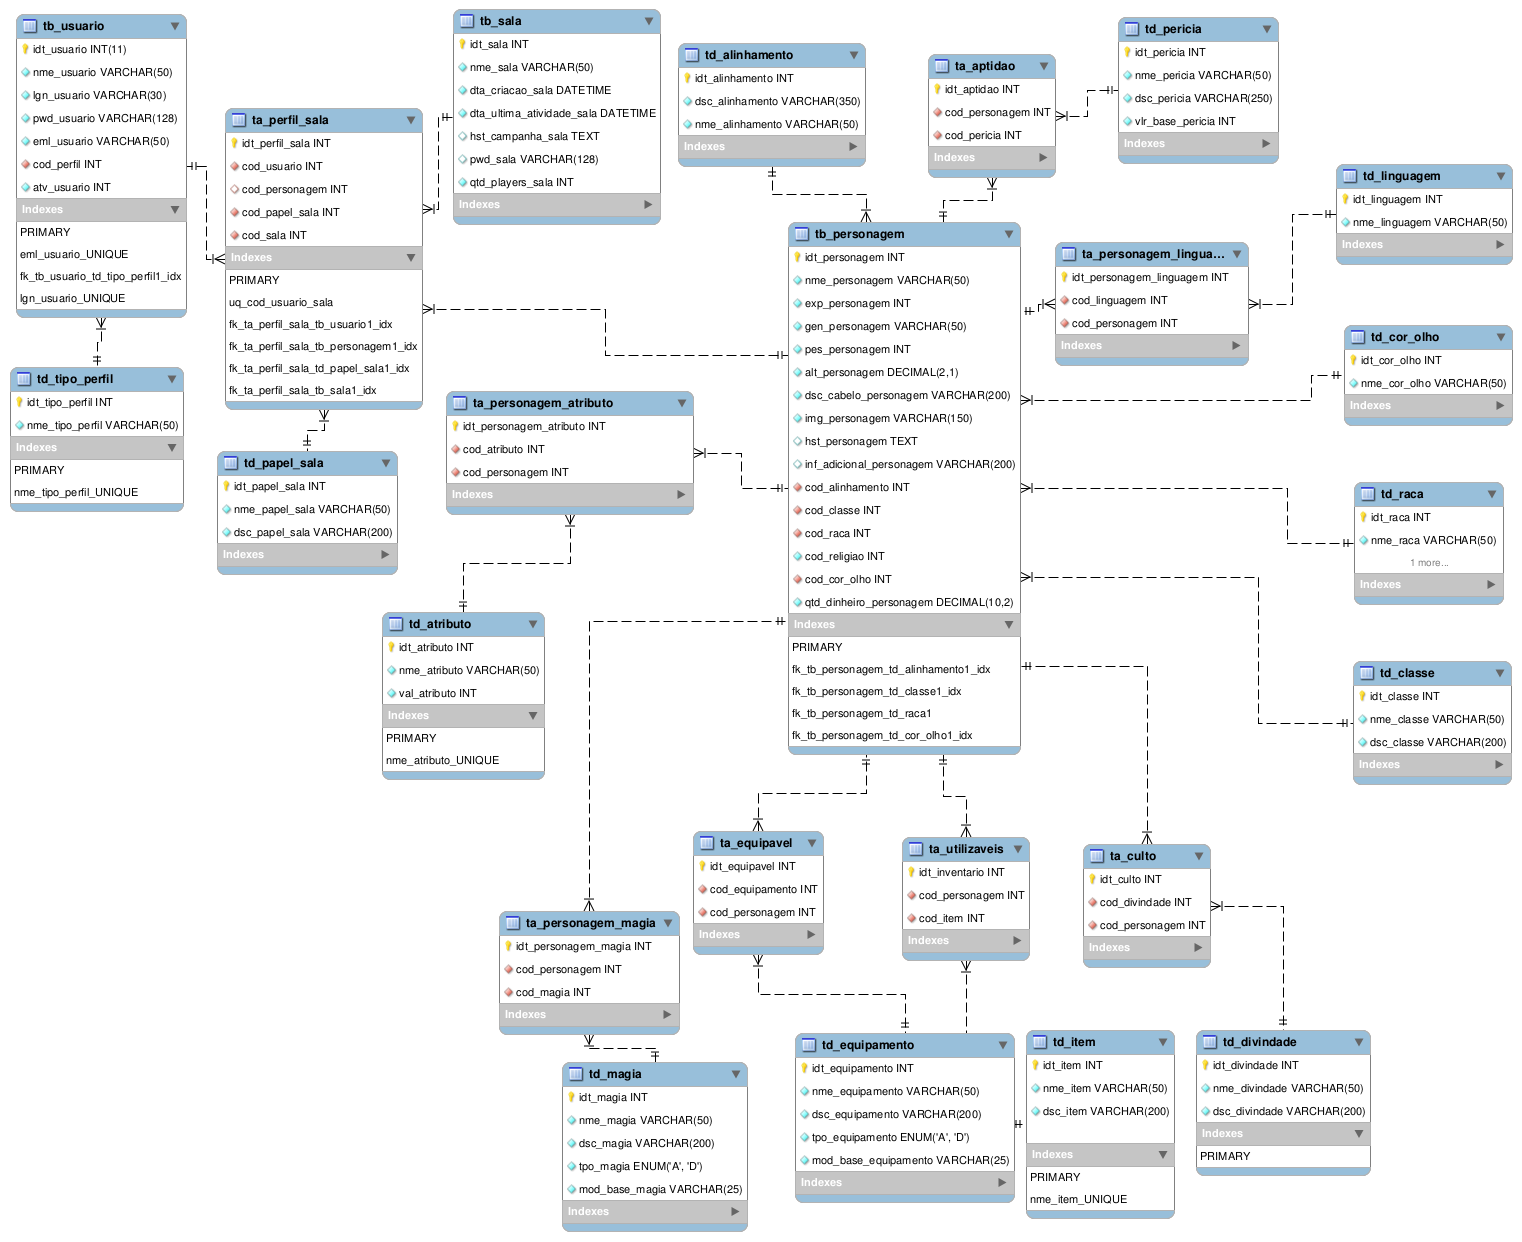 tb_usuario
idt_usuario INT(11)
nme_usuario VARCHAR(50)
lgn_usuario VARCHAR(30)
pwd_usuario VARCHAR(128)
eml_usuario VARCHAR(50)
cod_perfil INT
atv_usuario INT
Indexes
PRIMARY
eml_usuario_UNIQUE
fk_tb_usuario_td_tipo_perfil1_idx
lgn_usuario_UNIQUE
td_tipo_perfil
idt_tipo_perfil INT
nme_tipo_perfil VARCHAR(50)
Indexes
PRIMARY
nme_tipo_perfil_UNIQUE
ta_perfil_sala
idt_perfil_sala INT
cod_usuario INT
cod_personagem INT
cod_papel_sala INT
cod_sala INT
Indexes
PRIMARY
uq_cod_usuario_sala
fk_ta_perfil_sala_tb_usuario1_idx
fk_ta_perfil_sala_tb_personagem1_idx
fk_ta_perfil_sala_td_papel_sala1_idx
fk_ta_perfil_sala_tb_sala1_idx
td_papel_sala
idt_papel_sala INT
nme_papel_sala VARCHAR(50)
dsc_papel_sala VARCHAR(200)
Indexes
tb_sala
idt_sala INT
nme_sala VARCHAR(50)
dta_criacao_sala DATETIME
dta_ultima_atividade_sala DATETIME
hst_campanha_sala TEXT
pwd_sala VARCHAR(128)
qtd_players_sala INT
Indexes
td_alinhamento
idt_alinhamento INT
dsc_alinhamento VARCHAR(350)
nme_alinhamento VARCHAR(50)
Indexes
ta_aptidao
idt_aptidao INT
cod_personagem INT
cod_pericia INT
Indexes
td_pericia
idt_pericia INT
nme_pericia VARCHAR(50)
dsc_pericia VARCHAR(250)
vlr_base_pericia INT
Indexes
td_linguagem
idt_linguagem INT
nme_linguagem VARCHAR(50)
Indexes
ta_personagem_lingua...
idt_personagem_linguagem INT
cod_linguagem INT
cod_personagem INT
Indexes
td_cor_olho
idt_cor_olho INT
nme_cor_olho VARCHAR(50)
Indexes
tb_personagem
idt_personagem INT
nme_personagem VARCHAR(50)
exp_personagem INT
gen_personagem VARCHAR(50)
pes_personagem INT
alt_personagem DECIMAL(2,1)
dsc_cabelo_personagem VARCHAR(200)
img_personagem VARCHAR(150)
hst_personagem TEXT
inf_adicional_personagem VARCHAR(200)
cod_alinhamento INT
cod_classe INT
cod_raca INT
cod_religiao INT
cod_cor_olho INT
qtd_dinheiro_personagem DECIMAL(10,2)
Indexes
PRIMARY
fk_tb_personagem_td_alinhamento1_idx
fk_tb_personagem_td_classe1_idx
fk_tb_personagem_td_raca1
fk_tb_personagem_td_cor_olho1_idx
ta_personagem_atributo
idt_personagem_atributo INT
cod_atributo INT
cod_personagem INT
Indexes
td_atributo
idt_atributo INT
nme_atributo VARCHAR(50)
val_atributo INT
Indexes
PRIMARY
nme_atributo_UNIQUE
td_raca
idt_raca INT
nme_raca VARCHAR(50)
1 more...
Indexes
td_classe
idt_classe INT
nme_classe VARCHAR(50)
dsc_classe VARCHAR(200)
Indexes
ta_equipavel
idt_equipavel INT
cod_equipamento INT
cod_personagem INT
Indexes
ta_utilizaveis
idt_inventario INT
cod_personagem INT
cod_item INT
Indexes
ta_culto
idt_culto INT
cod_divindade INT
cod_personagem INT
Indexes
ta_personagem_magia
idt_personagem_magia INT
cod_personagem INT
cod_magia INT
Indexes
td_magia
idt_magia INT
nme_magia VARCHAR(50)
dsc_magia VARCHAR(200)
tpo_magia ENUM('A', 'D')
mod_base_magia VARCHAR(25)
Indexes
td_equipamento
idt_equipamento INT
nme_equipamento VARCHAR(50)
dsc_equipamento VARCHAR(200)
tpo_equipamento ENUM('A', 'D')
mod_base_equipamento VARCHAR(25)
Indexes
td_item
idt_item INT
nme_item VARCHAR(50)
dsc_item VARCHAR(200)
Indexes
PRIMARY
nme_item_UNIQUE
td_divindade
idt_divindade INT
nme_divindade VARCHAR(50)
dsc_divindade VARCHAR(200)
Indexes
PRIMARY